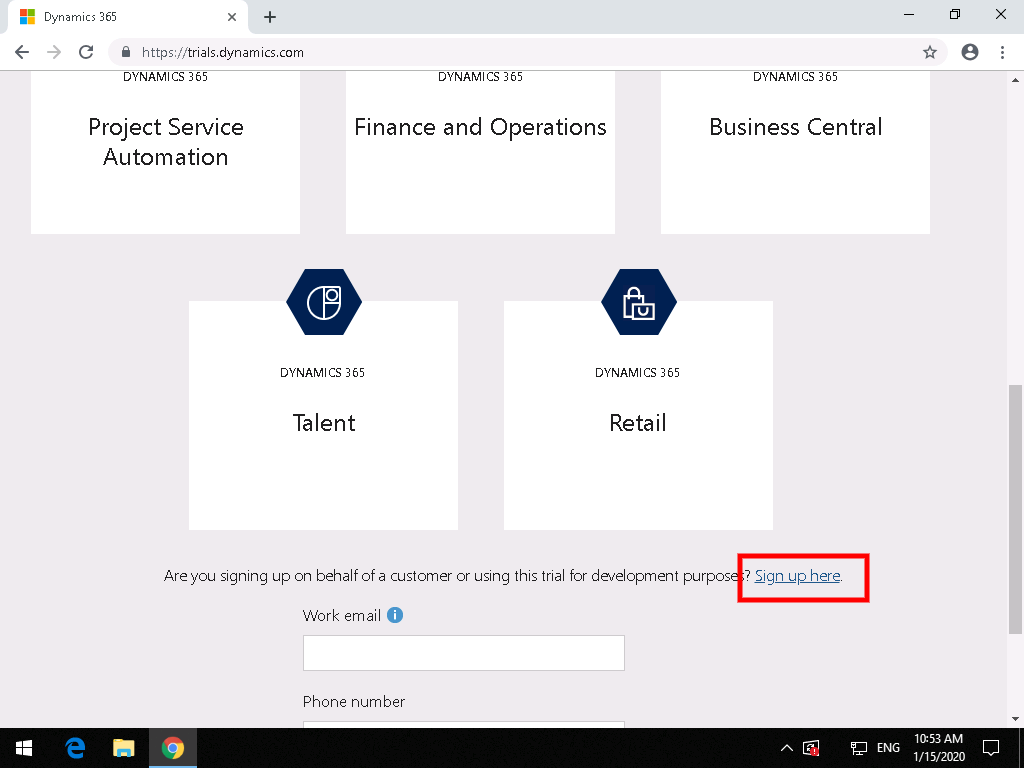 Dynamics 365
https://trials.dynamics.com
DYNAMICS 365
Project Service
Automation
DYNAMICS 365
Finance and Operations
DYNAMICS 365
Business Central
DYNAMICS 365
Talent
DYNAMICS 365
Retail
Are you signing up on behalf of a customer or using this trial for development purposes? Sign up here.
Work email
Phone number
ENG
10:53 AM
1/15/2020